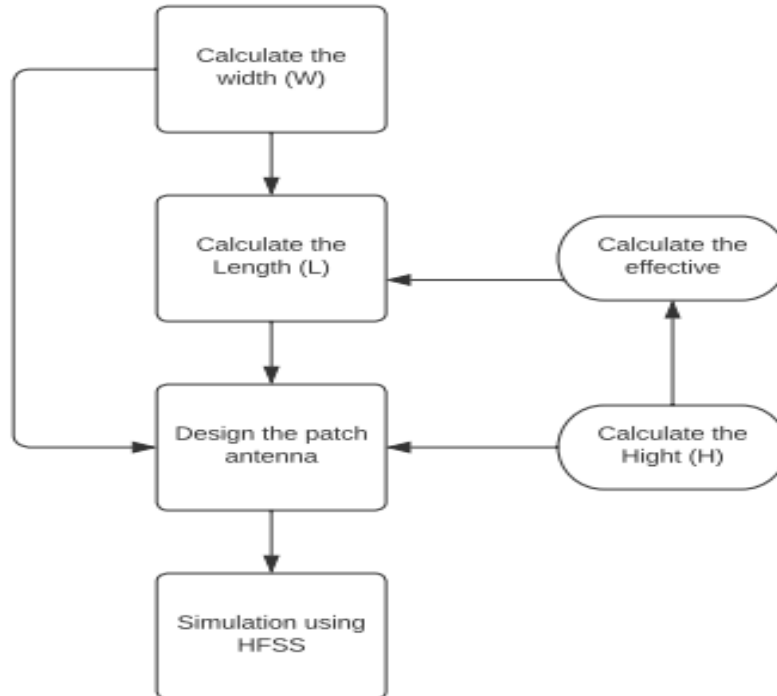 Calculate the
width (W)
Calculate the
Length (L)
Calculate the
effective
Design the patch
antenna
Calculate the
Hight (H)
Simulation using
HFSS